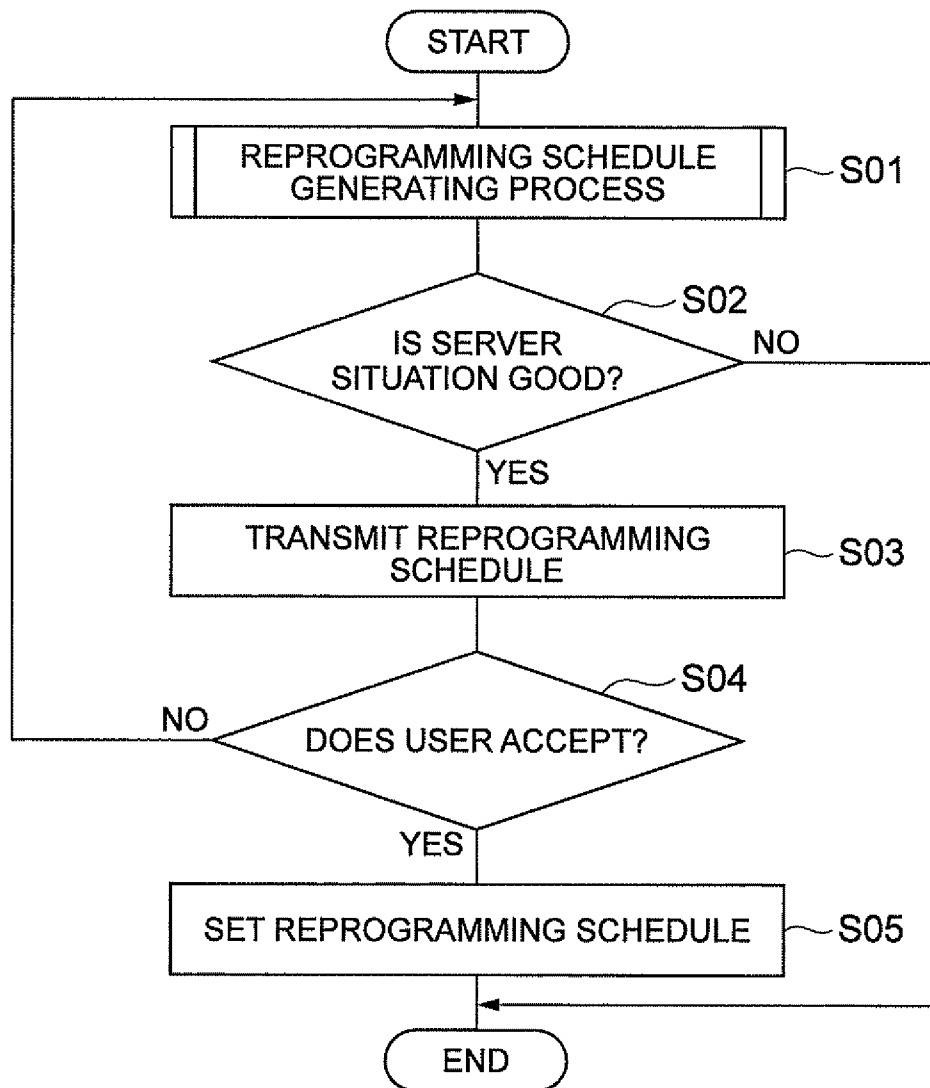 START
REPROGRAMMING SCHEDULE
GENERATING PROCESS
S01
S02
IS SERVER
SITUATION GOOD?
NO
YES
TRANSMIT REPROGRAMMING
SCHEDULE
S03
S04
NO
DOES USER ACCEPT?
YES
SET REPROGRAMMING SCHEDULE
S05
END